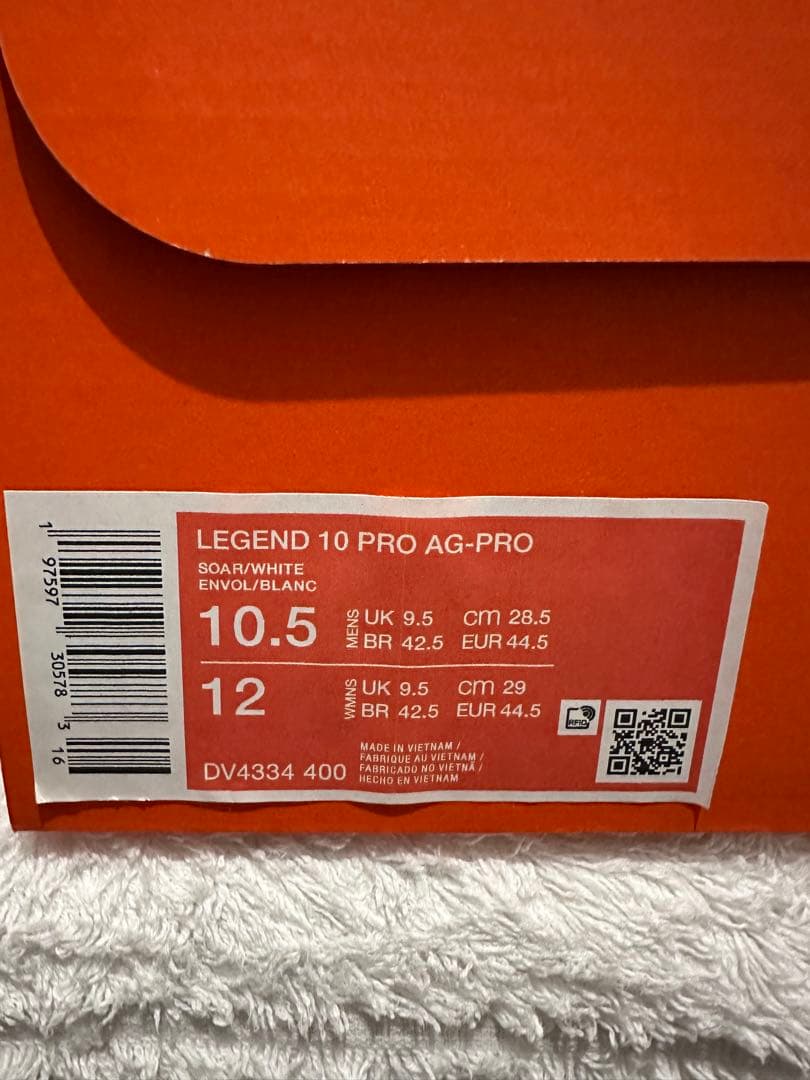 LEGEND 10 PRO AG-PRO
SOAR/WHITE
ENVOL/BLANC
10.5 MENS UK 9.5 cm 28.5
BR 42.5 EUR 44.5
12 WMNS UK 9.5 cm 29
BR 42.5 EUR 44.5
RFID
DV4334 400
MADE IN VIETNAM /
FABRIQUE AU VIETNAM /
FABRICADO NO VIETNÃ /
HECHO EN VIETNAM
1 97597 30578 3 16